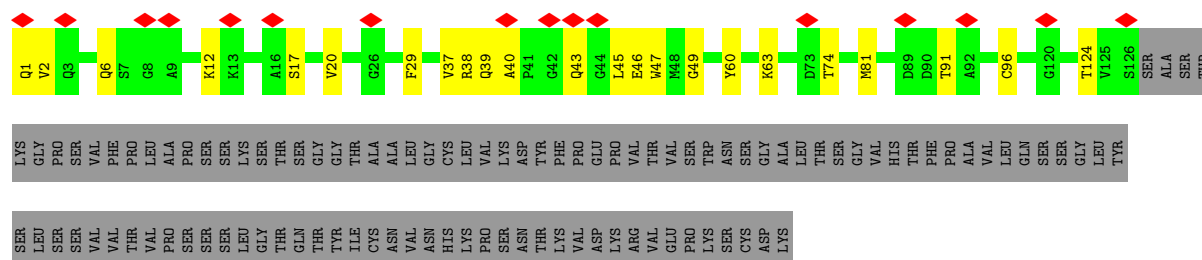 Q1 V2 Q3 Q6 S7 G8 A9 K12 K13 A16 S17 V20 G26 F29 V37 R38 Q39 A40 P41 G42 Q43 G44 L45 E46 W47 M48 G49 Y60 K63 D73 T74 M81 D89 D90 T91 A92 C96 G120 T124 V125 S126 SER ALA SER THR
LYS GLY PRO SER VAL PHE PRO LEU ALA PRO SER SER LYS SER THR SER GLY GLY THR ALA ALA LEU GLY CYS LEU VAL LYS ASP TYR PHE PRO GLU PRO VAL THR VAL SER TRP ASN SER GLY ALA LEU THR SER GLY VAL HIS THR PHE PRO ALA VAL LEU GLN SER SER GLY LEU TYR
SER LEU SER SER VAL VAL THR VAL PRO SER SER SER LEU GLY THR GLN THR TYR ILE CYS ASN VAL ASN HIS LYS PRO SER ASN THR LYS VAL ASP LYS ARG VAL GLU PRO LYS SER CYS ASP LYS